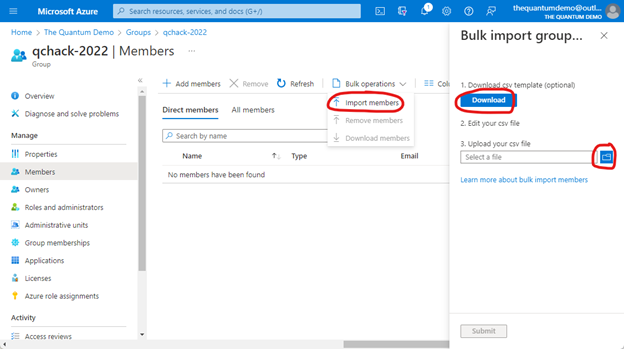 Microsoft Azure
Search resources, services, and docs (G+/)
1
thequantumdemo@outl...
THE QUANTUM DEMO
Home > The Quantum Demo > Groups > qchack-2022
qchack-2022 | Members ...
Group
Overview
Diagnose and solve problems
Manage
Properties
Members
Owners
Roles and administrators
Administrative units
Group memberships
Applications
Licenses
Azure role assignments
Activity
Access reviews
Add members
Remove
Refresh
Bulk operations
Col
Import members
Remove members
Download members
Direct members
All members
Search by name
Name
Type
Email
No members have been found
Bulk import group...
1. Download csv template (optional)
Download
2. Edit your csv file
3. Upload your csv file
Select a file
Learn more about bulk import members
Submit